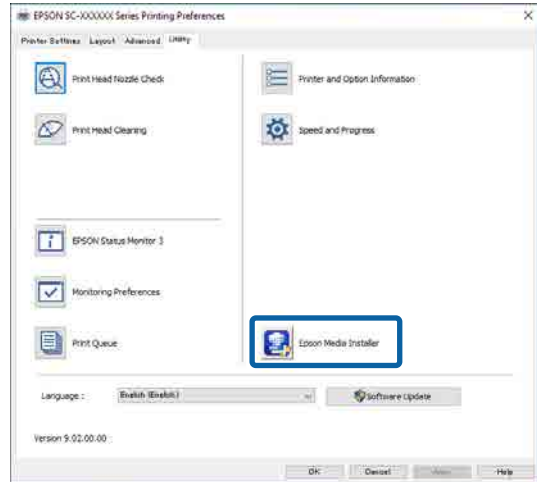 EPSON SC-XXXXXX Series Printing Preferences
Printer Settings Layout Advanced Utility
Print Head Nozzle Check
Printer and Option Information
Print Head Cleaning
Speed and Progress
EPSON Status Monitor 3
Monitoring Preferences
Print Queue
Epson Media Installer
Language : English (English) Software Update
Version 9.02.00.00
OK Cancel Apply Help